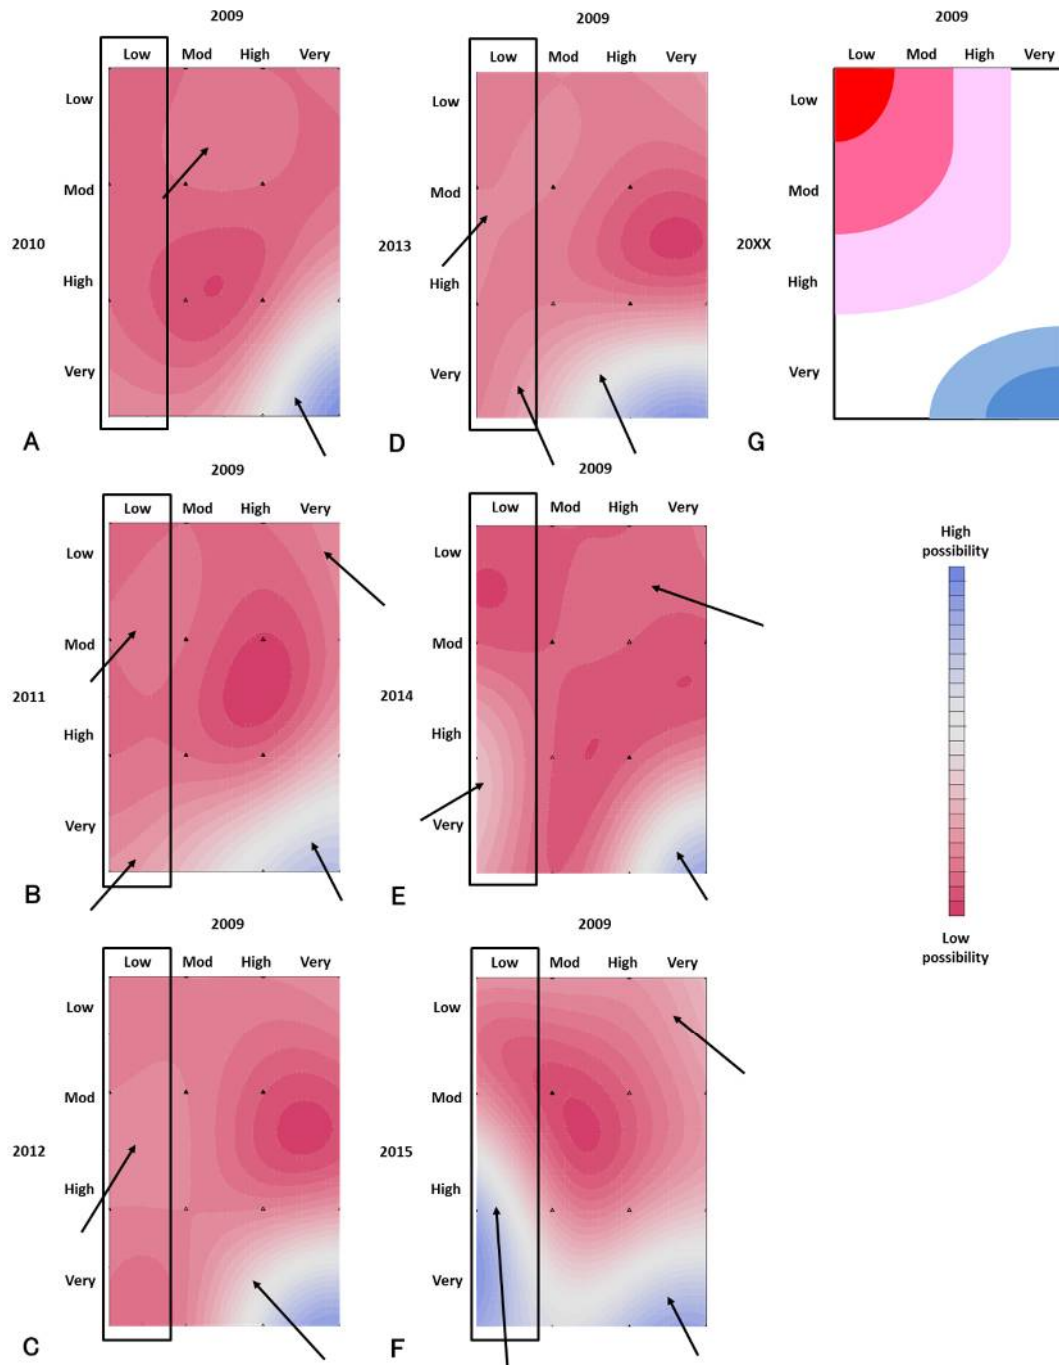 2009
Low Mod High Very
Low
Mod
2010
High
Very
A
2009
Low Mod High Very
Low
Mod
2013
High
Very
D
2009
Low Mod High Very
Low
Mod
20XX
High
Very
G
2009
Low Mod High Very
Low
Mod
2011
High
Very
B
2009
Low Mod High Very
Low
Mod
2014
High
Very
E
High
possibility
Low
possibility
2009
Low Mod High Very
Low
Mod
2012
High
Very
C
2009
Low Mod High Very
Low
Mod
2015
High
Very
F